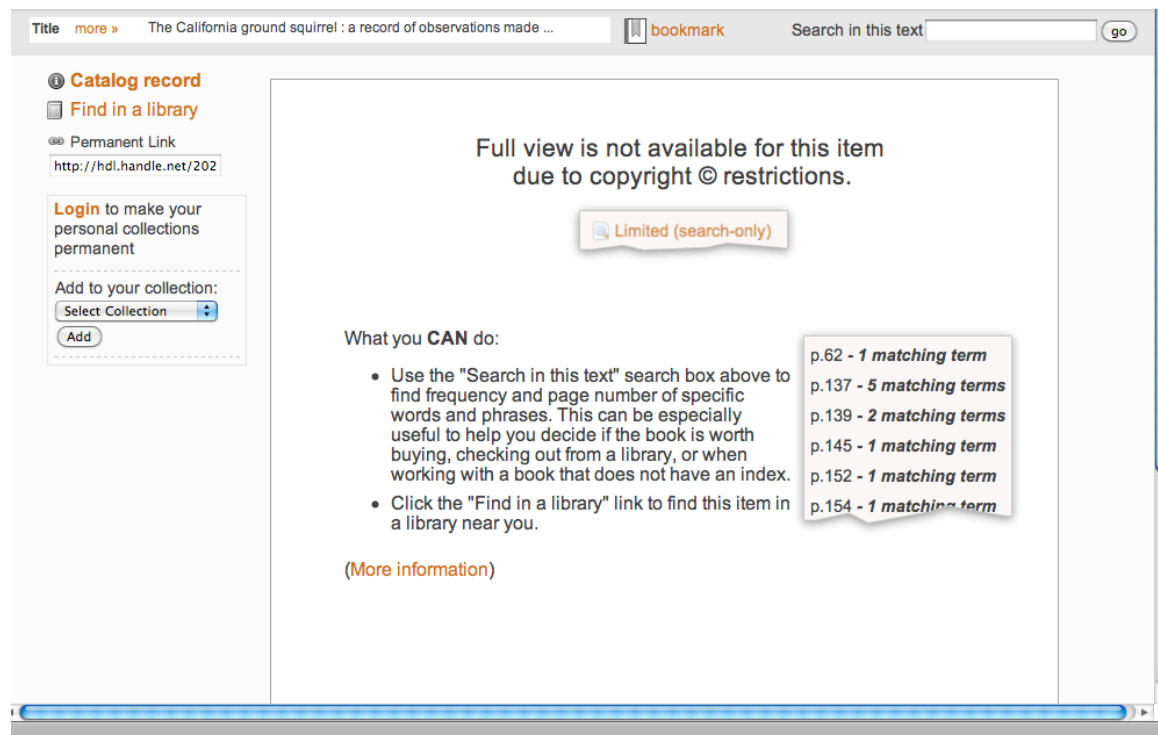 Title more » The California ground squirrel : a record of observations made ... bookmark Search in this text go
Catalog record
Find in a library
Permanent Link
http://hdl.handle.net/202
Login to make your
personal collections
permanent
Add to your collection:
Select Collection
Add
Full view is not available for this item
due to copyright © restrictions.
Limited (search-only)
What you CAN do:
• Use the "Search in this text" search box above to
find frequency and page number of specific
words and phrases. This can be especially
useful to help you decide if the book is worth
buying, checking out from a library, or when
working with a book that does not have an index.
• Click the "Find in a library" link to find this item in
a library near you.
(More information)
p.62 - 1 matching term
p.137 - 5 matching terms
p.139 - 2 matching terms
p.145 - 1 matching term
p.152 - 1 matching term
p.154 - 1 matching term